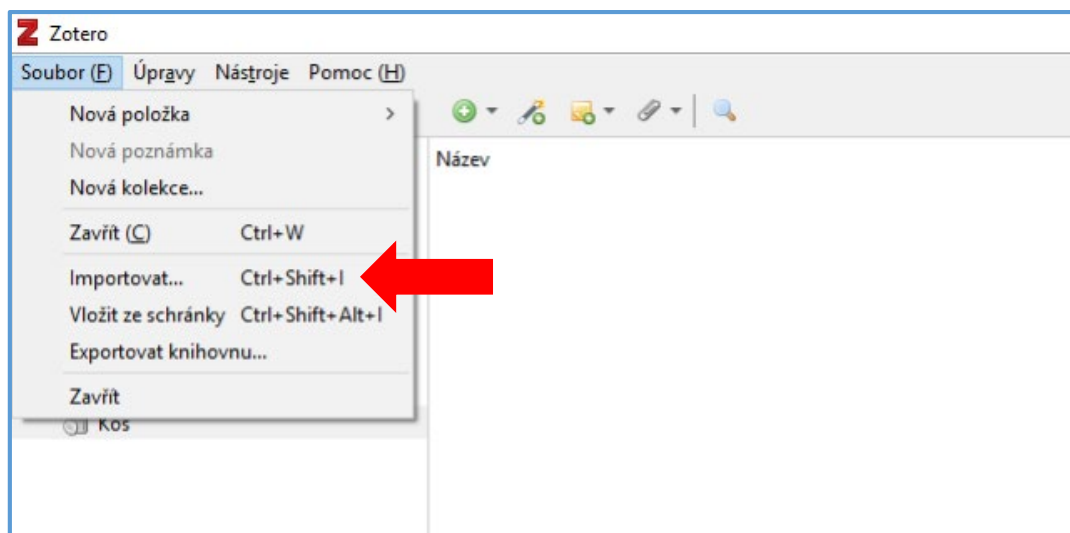 Zotero
Soubor (F) Úpravy Nástroje Pomoc (H)
Nová položka
Nová poznámka
Nová kolekce...
Zavřít (C) Ctrl+W
Importovat... Ctrl+Shift+I
Vložit ze schránky Ctrl+Shift+Alt+I
Exportovat knihovnu...
Zavřít
Koš
Název